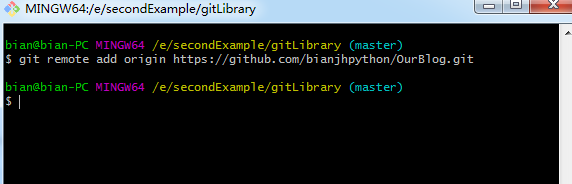 MINGW64:/e/secondExample/gitLibrary
bian@bian-PC MINGW64 /e/secondExample/gitLibrary (master)
$ git remote add origin https://github.com/bianjhpython/OurBlog.git
bian@bian-PC MINGW64 /e/secondExample/gitLibrary (master)
$